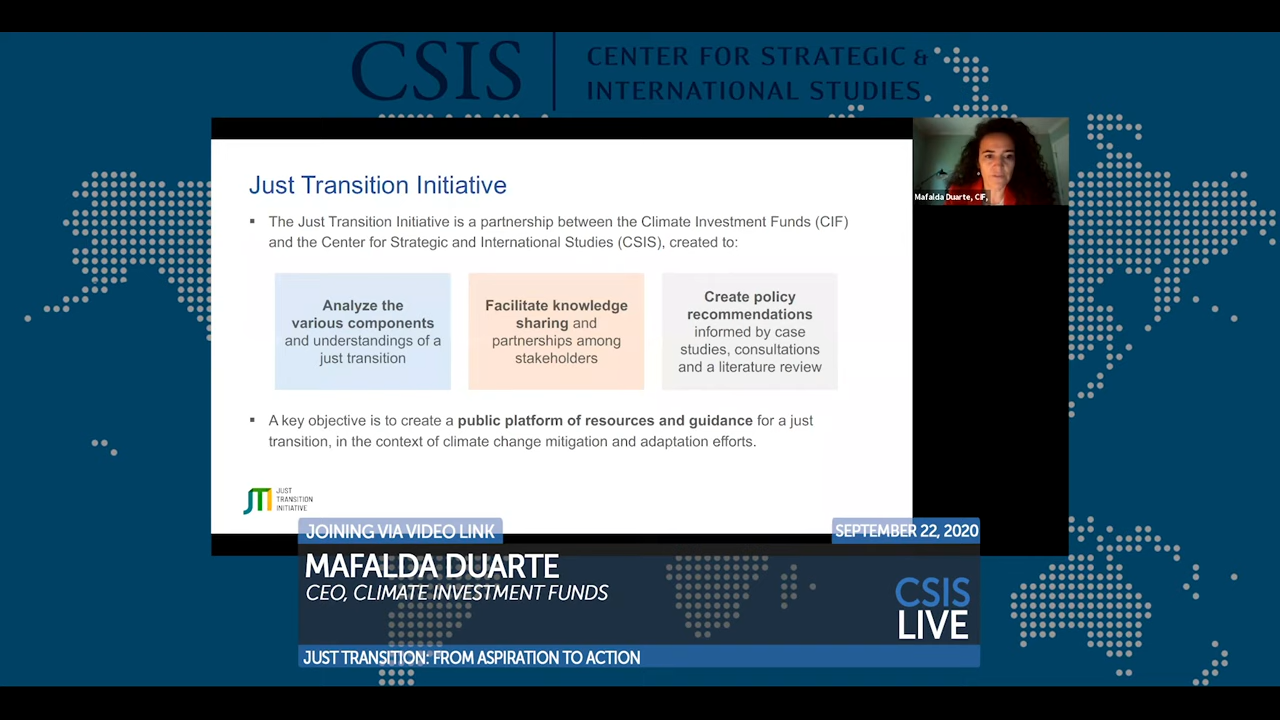 CSIS
CENTER FOR STRATEGIC &
INTERNATIONAL STUDIES
Just Transition Initiative
▪ The Just Transition Initiative is a partnership between the Climate Investment Funds (CIF)
and the Center for Strategic and International Studies (CSIS), created to:
Analyze the
various components
and understandings of a
just transition
Facilitate knowledge
sharing and
partnerships among
stakeholders
Create policy
recommendations
informed by case
studies, consultations
and a literature review
▪ A key objective is to create a public platform of resources and guidance for a just
transition, in the context of climate change mitigation and adaptation efforts.
JTI
JUST
TRANSITION
INITIATIVE
Mafalda Duarte, CIF,
JOINING VIA VIDEO LINK
SEPTEMBER 22, 2020
MAFALDA DUARTE
CEO, CLIMATE INVESTMENT FUNDS
CSIS
LIVE
JUST TRANSITION: FROM ASPIRATION TO ACTION